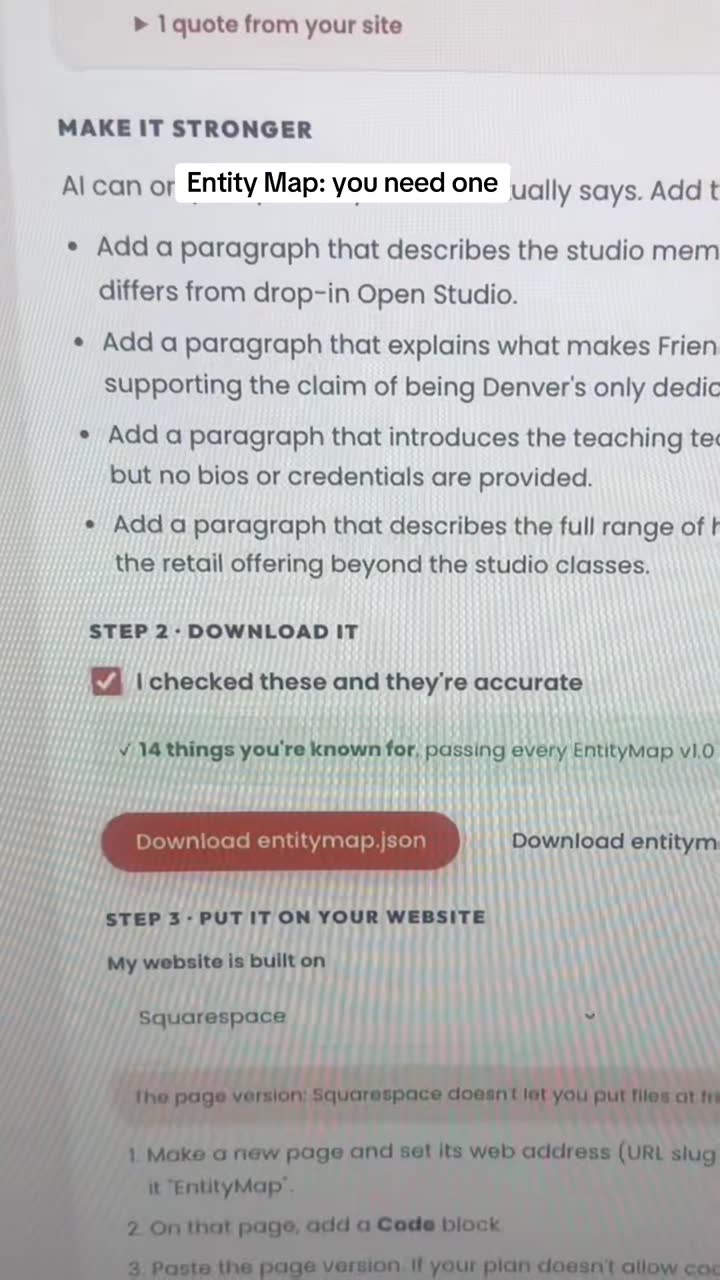 ▶ 1 quote from your site
MAKE IT STRONGER
AI can or
Entity Map: you need one
ually says. Add t
• Add a paragraph that describes the studio mem
differs from drop-in Open Studio.
• Add a paragraph that explains what makes Frien
supporting the claim of being Denver's only dedic
• Add a paragraph that introduces the teaching tea
but no bios or credentials are provided.
• Add a paragraph that describes the full range of h
the retail offering beyond the studio classes.
STEP 2 · DOWNLOAD IT
I checked these and they're accurate
✓ 14 things you're known for, passing every EntityMap v1.0
Download entitymap.json
Download entitym
STEP 3 · PUT IT ON YOUR WEBSITE
My website is built on
Squarespace
The page version: Squarespace doesn't let you put files at
1. Make a new page and set its web address (URL slug
it "EntityMap".
2. On that page, add a Code block
3. Paste the page version. If your plan doesn't allow